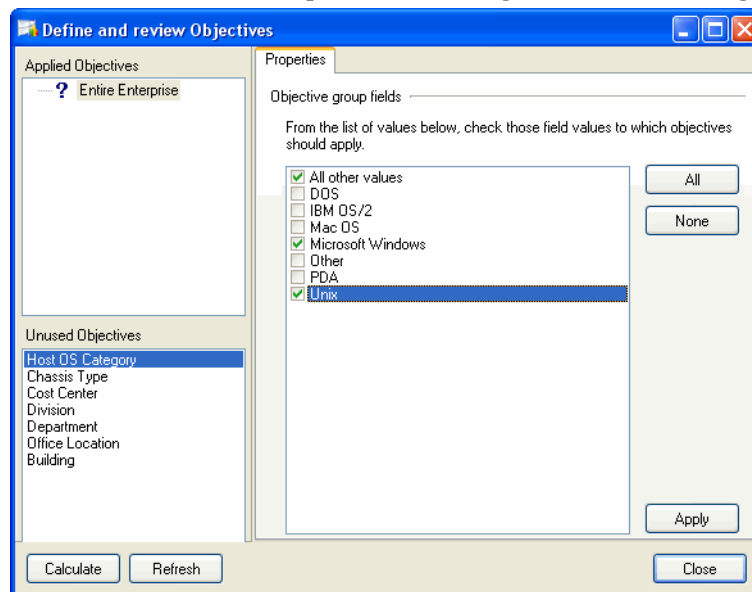 Define and review Objectives
Applied Objectives
? Entire Enterprise
Unused Objectives
Host OS Category
Chassis Type
Cost Center
Division
Department
Office Location
Building
Calculate
Refresh
Properties
Objective group fields
From the list of values below, check those field values to which objectives
should apply.
All other values
DOS
IBM OS/2
Mac OS
Microsoft Windows
Other
PDA
Unix
All
None
Apply
Close